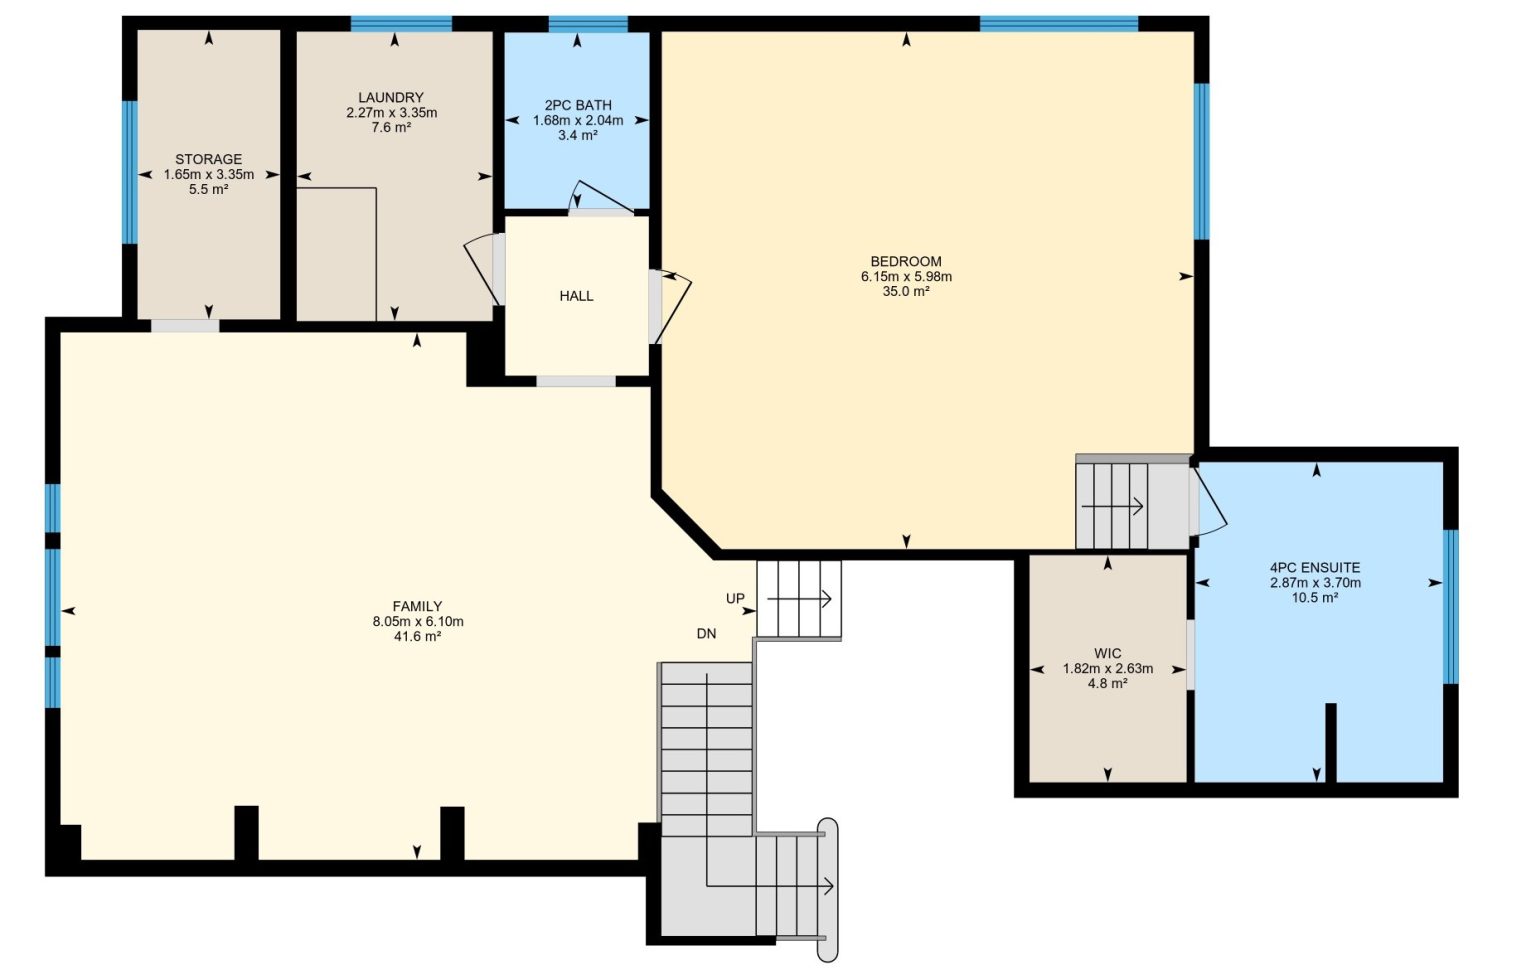 LAUNDRY
2.27m x 3.35m
7.6 m²
2PC BATH
1.68m x 2.04m
3.4 m²
STORAGE
1.65m x 3.35m
5.5 m²
BEDROOM
6.15m x 5.98m
35.0 m²
HALL
4PC ENSUITE
2.87m x 3.70m
10.5 m²
FAMILY
8.05m x 6.10m
41.6 m²
UP
DN
WIC
1.82m x 2.63m
4.8 m²